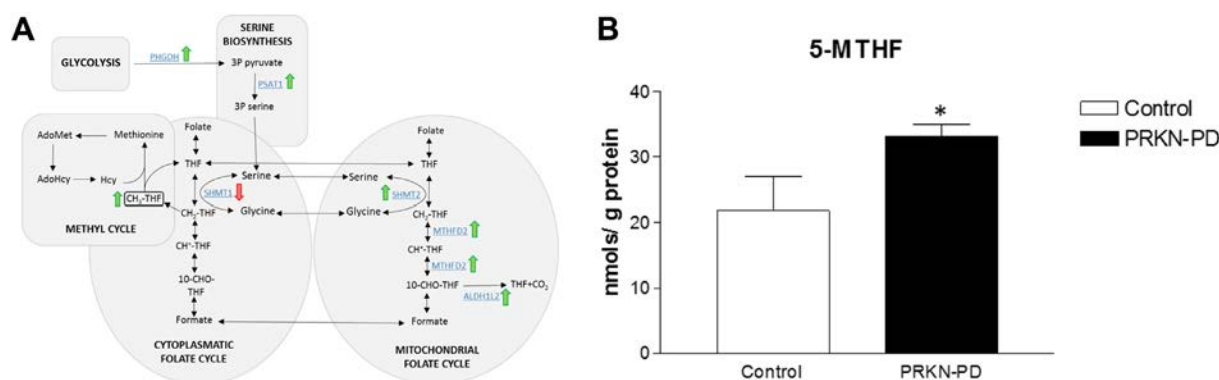 A
GLYCOLYSIS
PHGDH
SERINE
BIOSYNTHESIS
3P pyruvate
PSAT1
3P serine
AdoMet
Methionine
AdoHcy
Hcy
CH₃-THF
METHYL CYCLE
Folate
THF
Serine
SHMT1
Glycine
CH₂-THF
CH⁺-THF
10-CHO-
THF
Formate
CYTOPLASMATIC
FOLATE CYCLE
Folate
THF
Serine
SHMT2
Glycine
CH₂-THF
MTHFD2
CH⁺-THF
MTHFD2
10-CHO-THF
THF+CO₂
ALDH1L2
Formate
MITOCHONDRIAL
FOLATE CYCLE
B
5-MTHF
nmols/ g protein
40
30
20
10
0
*
Control
PRKN-PD
Control
PRKN-PD